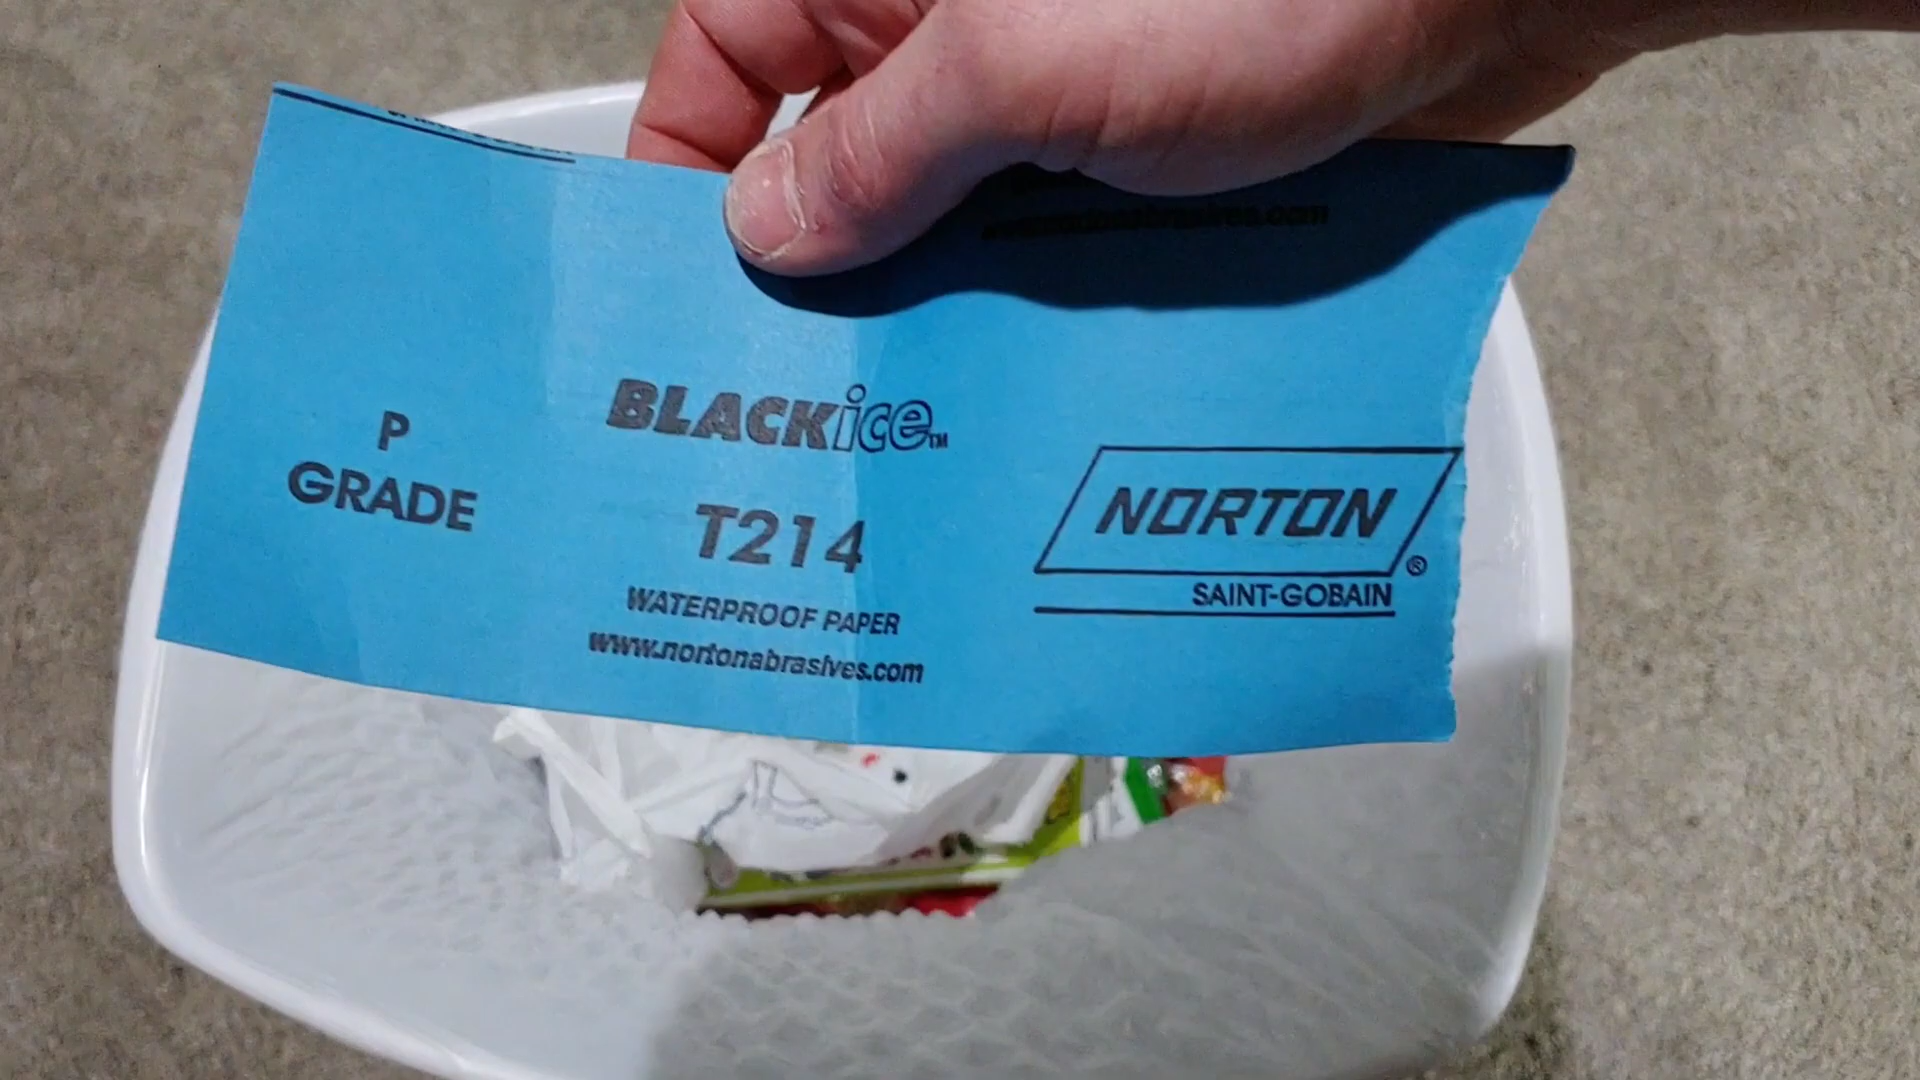 P
GRADE
BLACKice™
T214
WATERPROOF PAPER
www.nortonabrasives.com
NORTON
®
SAINT-GOBAIN